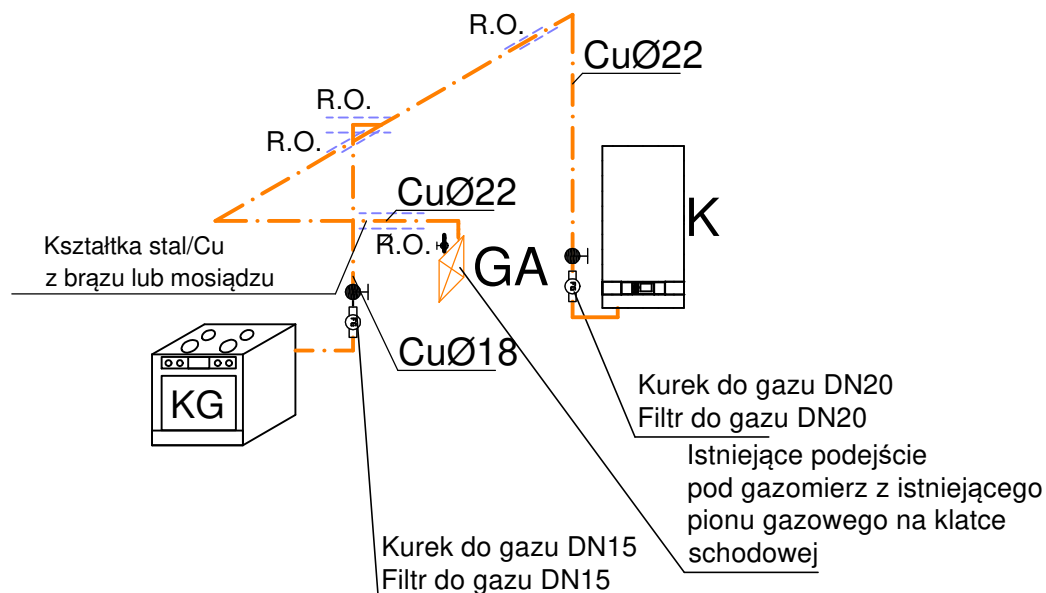 R.O.
CuØ22
R.O.
R.O.
CuØ22
K
Kształtka stal/Cu
z brązu lub mosiądzu
R.O.
GA
CuØ18
KG
Kurek do gazu DN20
Filtr do gazu DN20
Istniejące podejście
pod gazomierz z istniejącego
pionu gazowego na klatce
schodowej
Kurek do gazu DN15
Filtr do gazu DN15